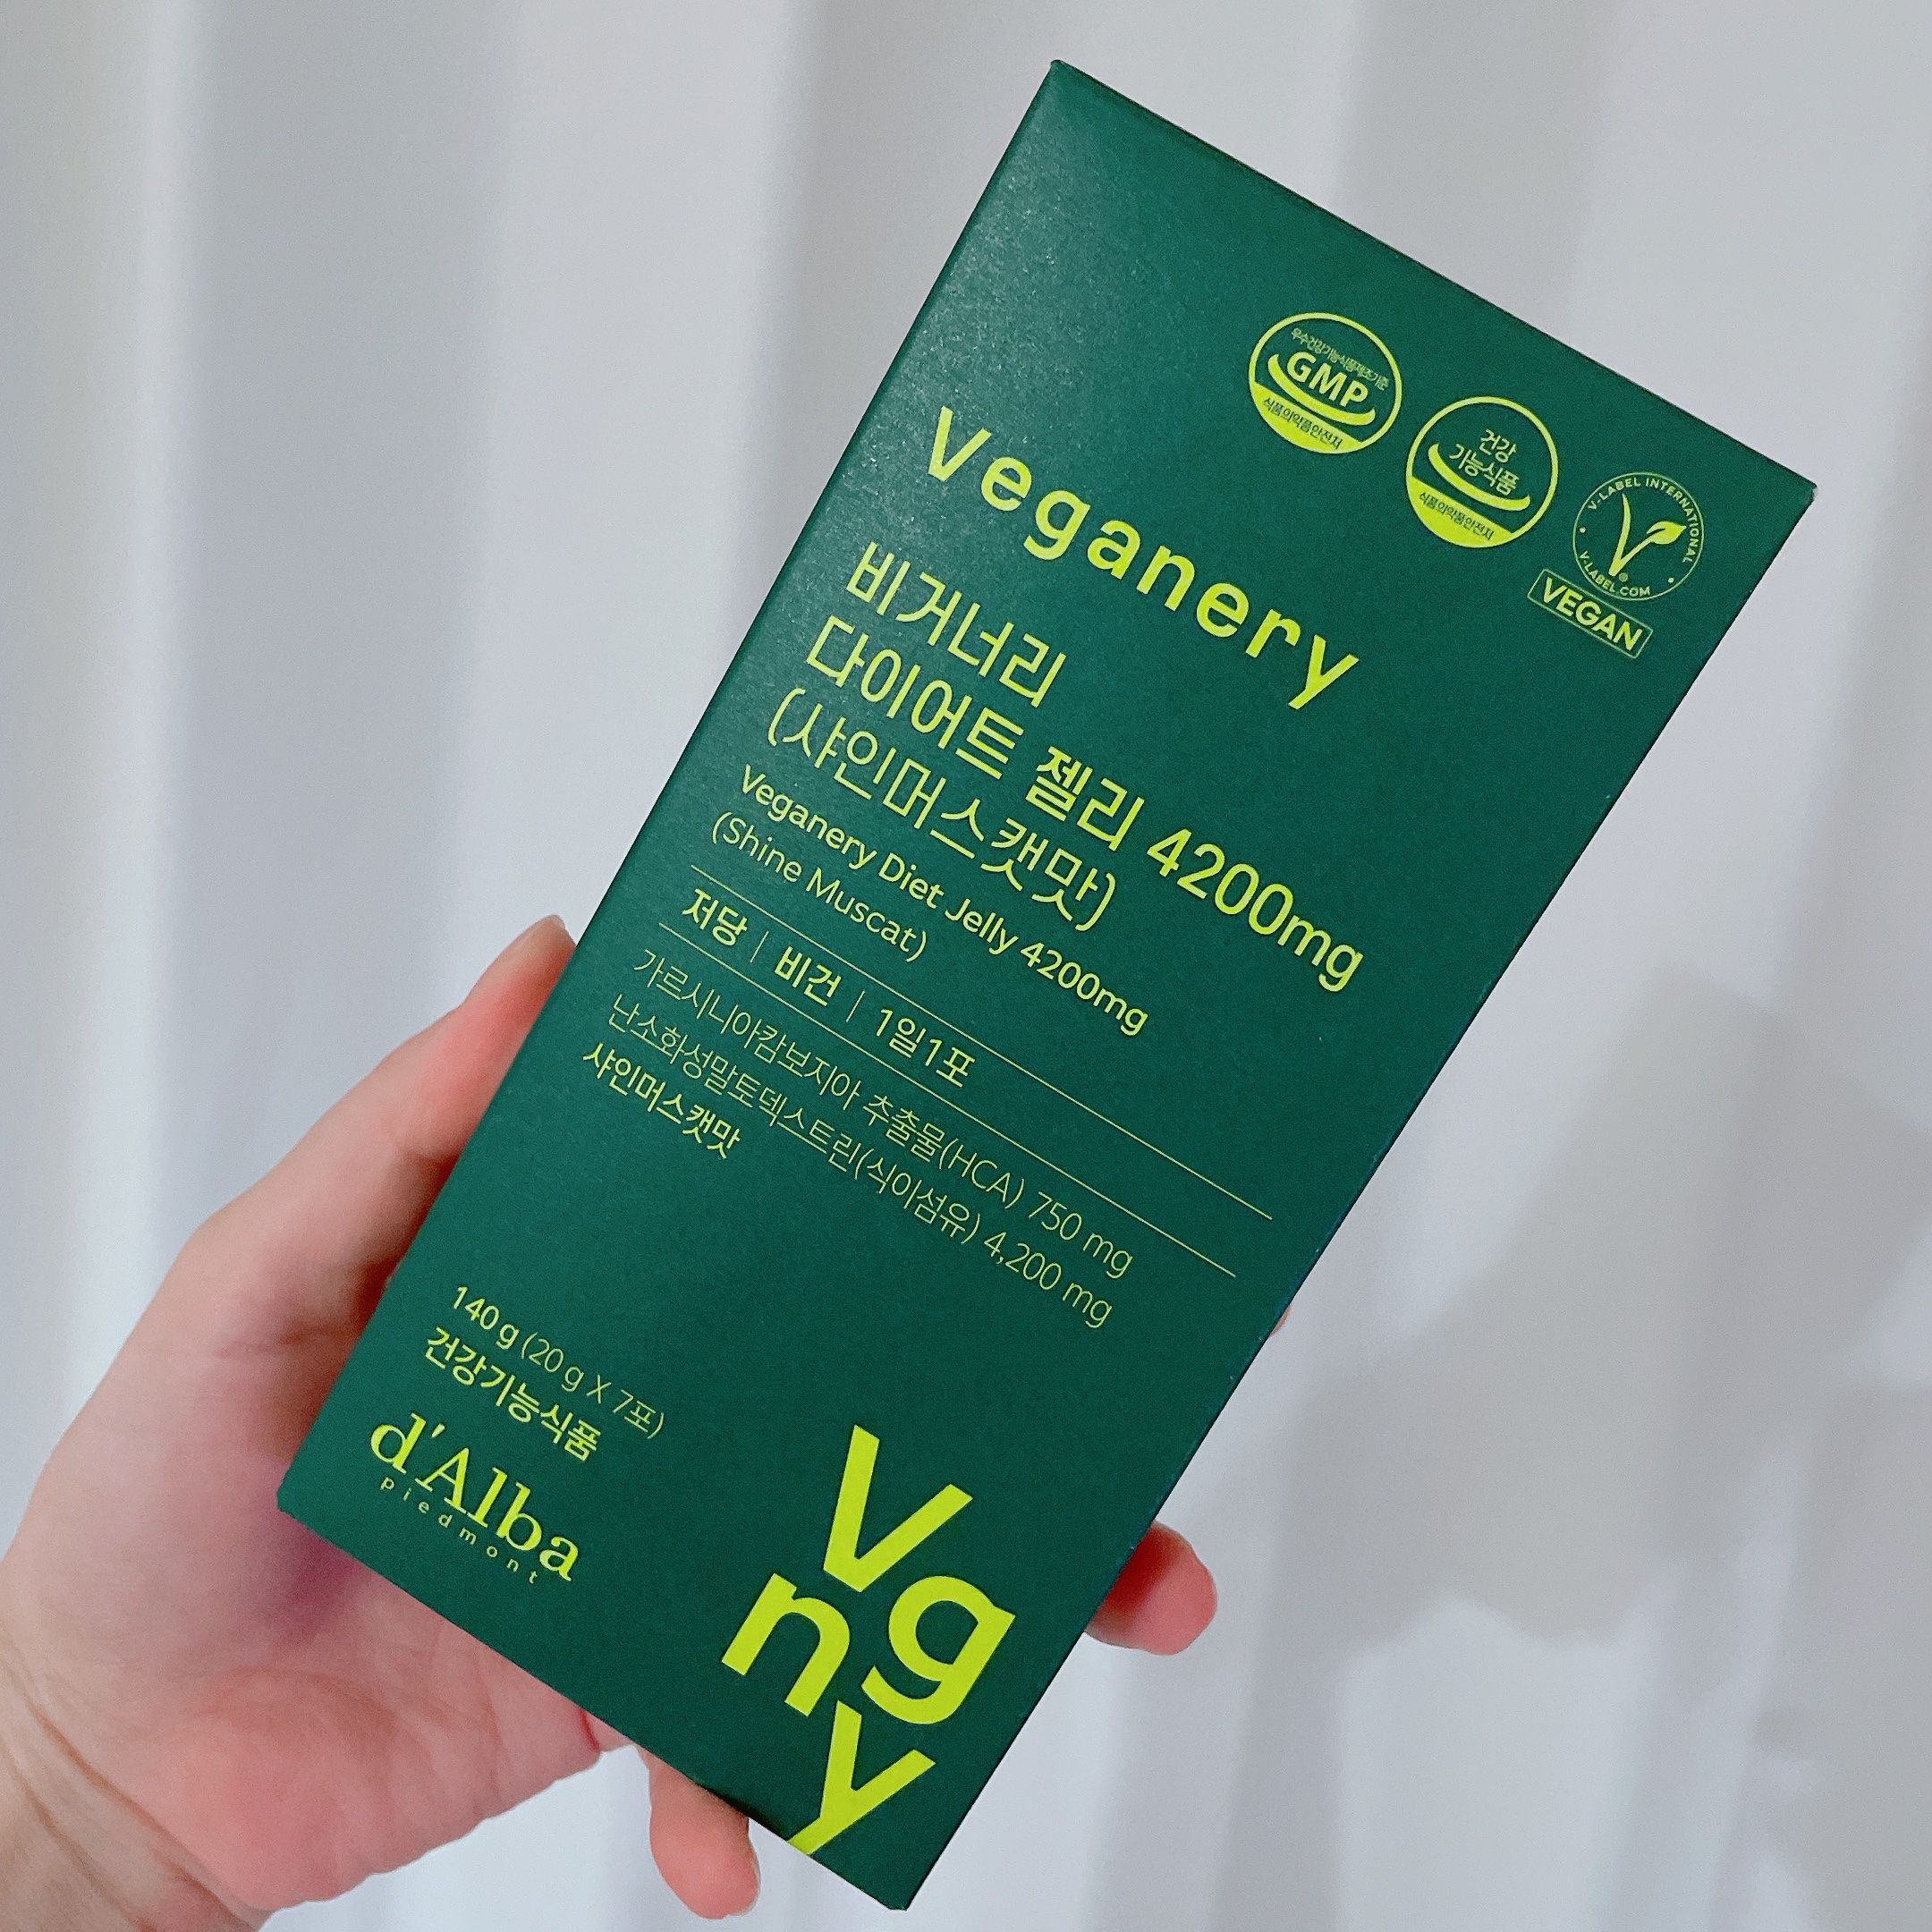 우수건강기능식품제조기준
GMP
식품의약품안전처
건강
기능식품
식품의약품안전처
V-LABEL INTERNATIONAL
V-LABEL.COM
VEGAN
veganery
비거너리
다이어트 젤리 4200mg
(샤인머스캣맛)
Veganery Diet Jelly 4200mg
(Shine Muscat)
저당 | 비건 | 1일1포
가르시니아캄보지아 추출물(HCA) 750 mg
난소화성말토덱스트린(식이섬유) 4,200 mg
샤인머스캣맛
140 g (20 g X 7포)
건강기능식품
d'Alba
Piedmont
Vg
ny